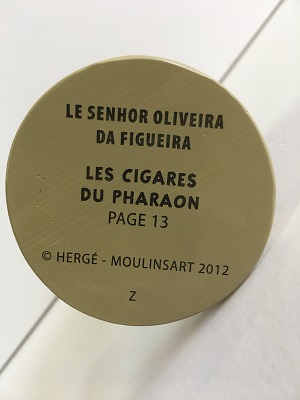 LE SENHOR OLIVEIRA
DA FIGUEIRA
LES CIGARES
DU PHARAON
PAGE 13
© HERGÉ - MOULINSART 2012
Z